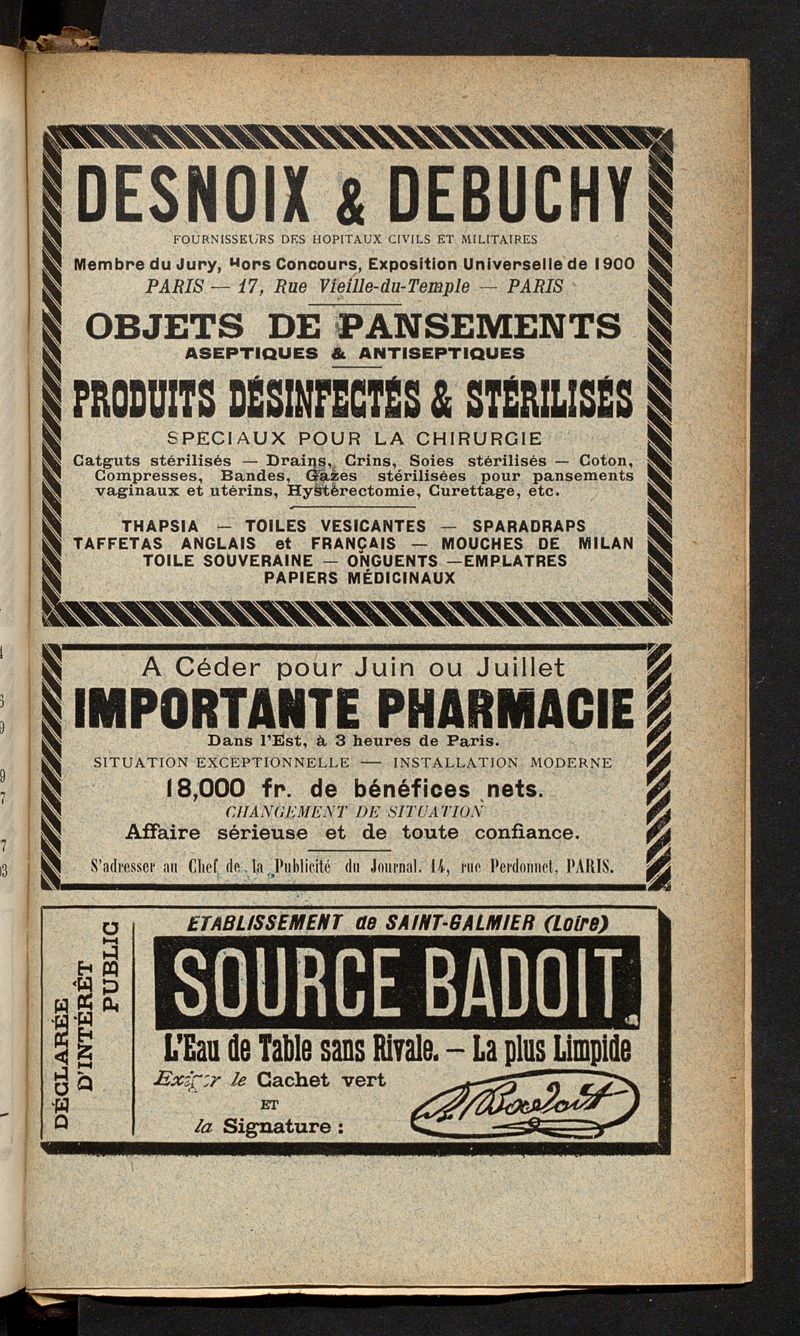 DESNOIX & DEBUCHY
FOURNISSEURS DES HOPITAUX CIVILS ET MILITAIRES
Membre du Jury, Hors Concours, Exposition Universelle de 1900
PARIS — 17, Rue Vieille-du-Temple — PARIS
OBJETS DE PANSEMENTS
ASEPTIQUES & ANTISEPTIQUES
PRODUITS DÉSINFECTÉS & STÉRILISÉS
SPECIAUX POUR LA CHIRURGIE
Catguts stérilisés — Drains, Crins, Soies stérilisés — Coton,
Compresses, Bandes, Gazes stérilisées pour pansements
vaginaux et utérins, Hystérectomie, Curettage, etc.
THAPSIA — TOILES VESICANTES — SPARADRAPS
TAFFETAS ANGLAIS et FRANÇAIS — MOUCHES DE MILAN
TOILE SOUVERAINE — ONGUENTS — EMPLATRES
PAPIERS MÉDICINAUX
A Céder pour Juin ou Juillet
IMPORTANTE PHARMACIE
Dans l'Est, à 3 heures de Paris.
SITUATION EXCEPTIONNELLE — INSTALLATION MODERNE
18,000 fr. de bénéfices nets.
CHANGEMENT DE SITUATION
Affaire sérieuse et de toute confiance.
S'adresser au Chef de la Publicité du Journal. 14, rue Perdonnet, PARIS.
DÉCLARÉE
D'INTÉRÊT
PUBLIC
ETABLISSEMENT de SAINT-GALMIER (Loire)
SOURCE BADOIT
L'Eau de Table sans Rivale. — La plus Limpide
Exiger le Cachet vert
ET
la Signature :
Badoit